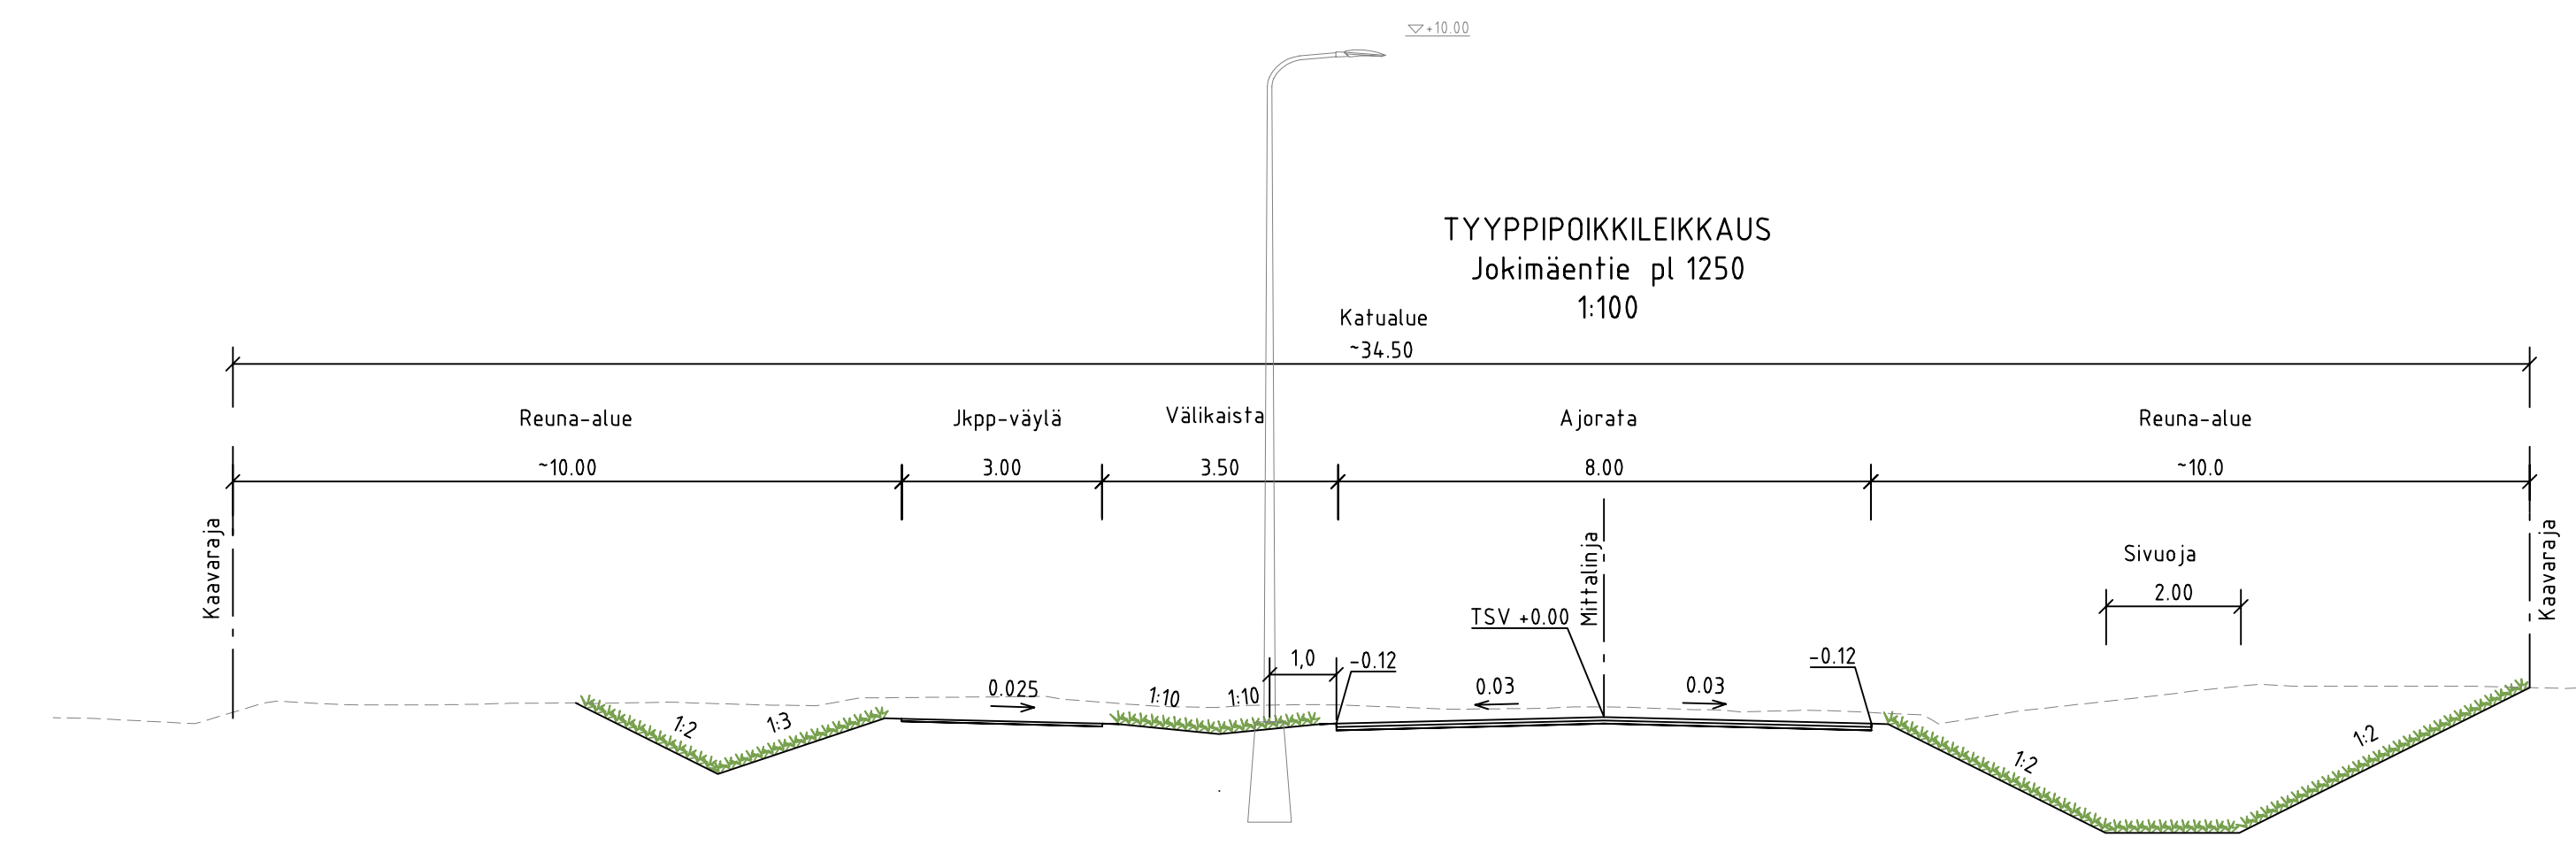 +10.00
TYYPPIPOIKKILEIKKAUS
Jokimäentie pl 1250
1:100
Katualue
~34.50
Reuna-alue
Jkpp-väylä
Välikaista
Ajorata
Reuna-alue
~10.00
3.00
3.50
8.00
~10.0
Kaavaraja
Mittalinja
Kaavaraja
Sivuoja
2.00
TSV +0.00
1,0
-0.12
-0.12
0.025
1:10
1:10
0.03
0.03
1:2
1:3
1:2
1:2